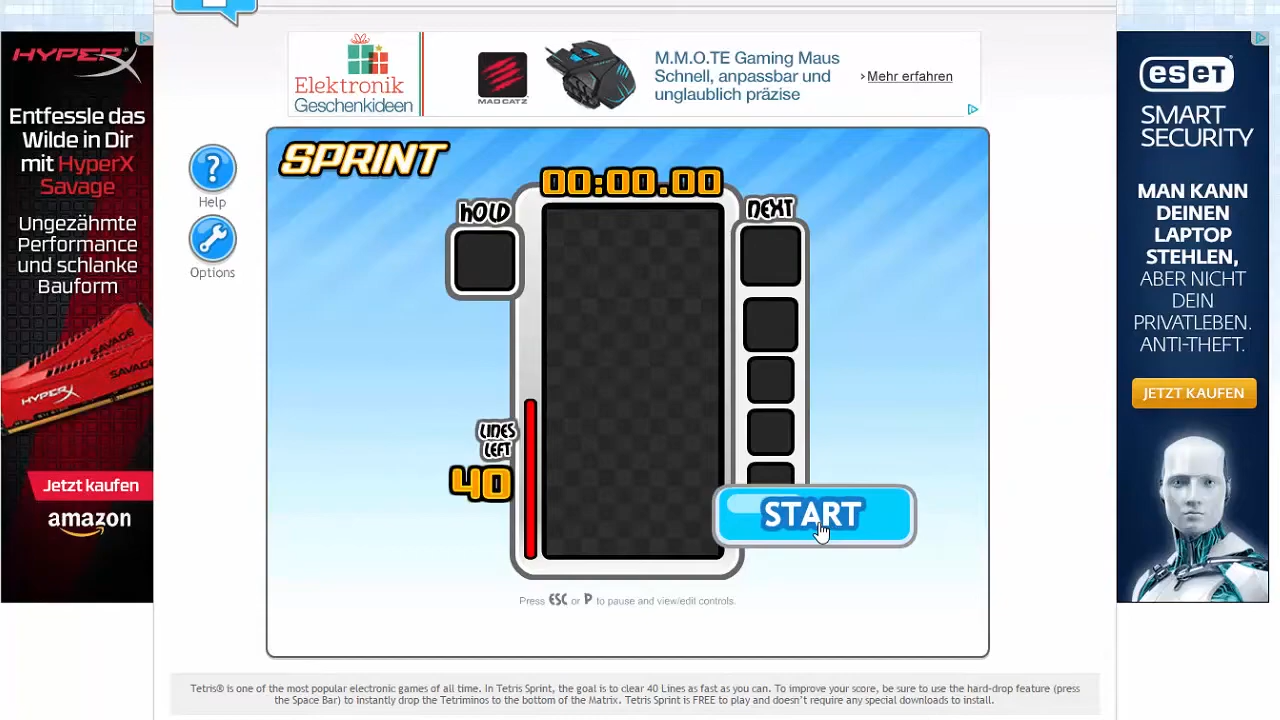 HYPERX
Entfessle das
Wilde in Dir
mit HyperX
Savage
Ungezähmte
Performance
und schlanke
Bauform
SAVAGE
HYPERX
Jetzt kaufen
amazon
Elektronik
Geschenkideen
MAD CATZ
M.M.O.TE Gaming Maus
Schnell, anpassbar und
unglaublich präzise
› Mehr erfahren
Help
Options
SPRINT
00:00.00
HOLD
NEXT
LINES
LEFT
40
START
Press ESC or P to pause and view/edit controls.
eseT
SMART
SECURITY
MAN KANN
DEINEN
LAPTOP
STEHLEN,
ABER NICHT
DEIN
PRIVATLEBEN.
ANTI-THEFT.
JETZT KAUFEN
Tetris® is one of the most popular electronic games of all time. In Tetris Sprint, the goal is to clear 40 Lines as fast as you can. To improve your score, be sure to use the hard-drop feature (press
the Space Bar) to instantly drop the Tetriminos to the bottom of the Matrix. Tetris Sprint is FREE to play and doesn't require any special downloads to install.